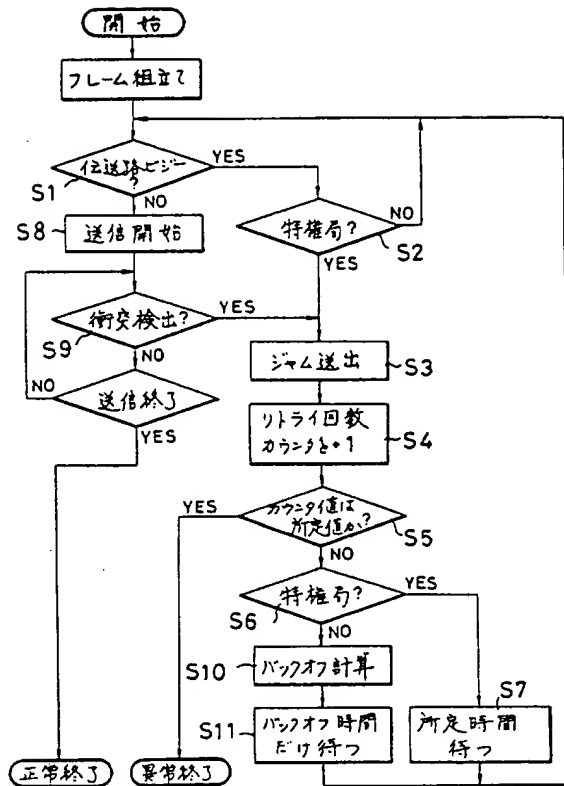 開始
フレーム組立て
伝送路ビジー
?
YES
S1
NO
S8
送信開始
特権局?
NO
S2
YES
衝突検出?
YES
S9
NO
ジャム送出
S3
NO
送信終了
YES
リトライ回数
カウンタを+1
S4
YES
カウンタ値は
所定値か?
S5
NO
特権局?
YES
S6
NO
S10
バックオフ計算
S7
S11
バックオフ時間
だけ待つ
所定時間
待つ
正常終了
異常終了